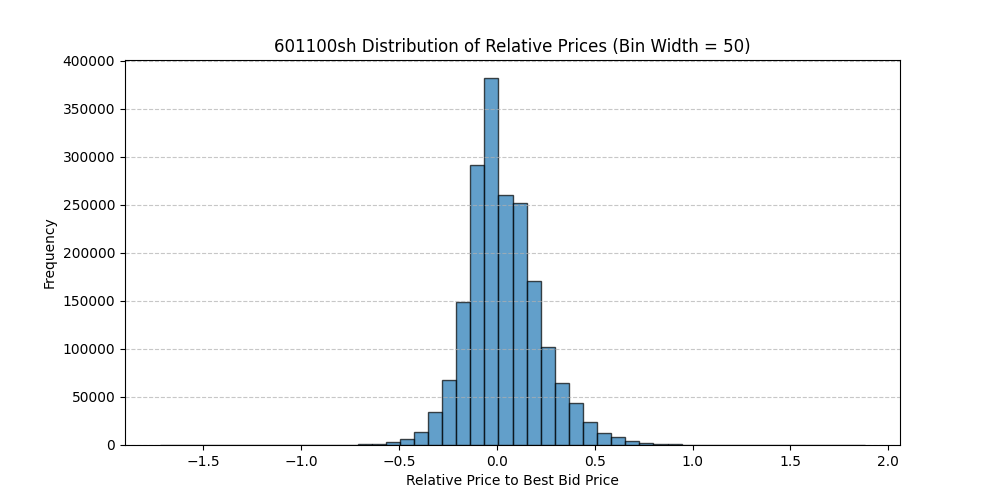 601100sh Distribution of Relative Prices (Bin Width = 50)
400000
350000
300000
250000
200000
150000
100000
50000
0
Frequency
−1.5 −1.0 −0.5 0.0 0.5 1.0 1.5 2.0
Relative Price to Best Bid Price